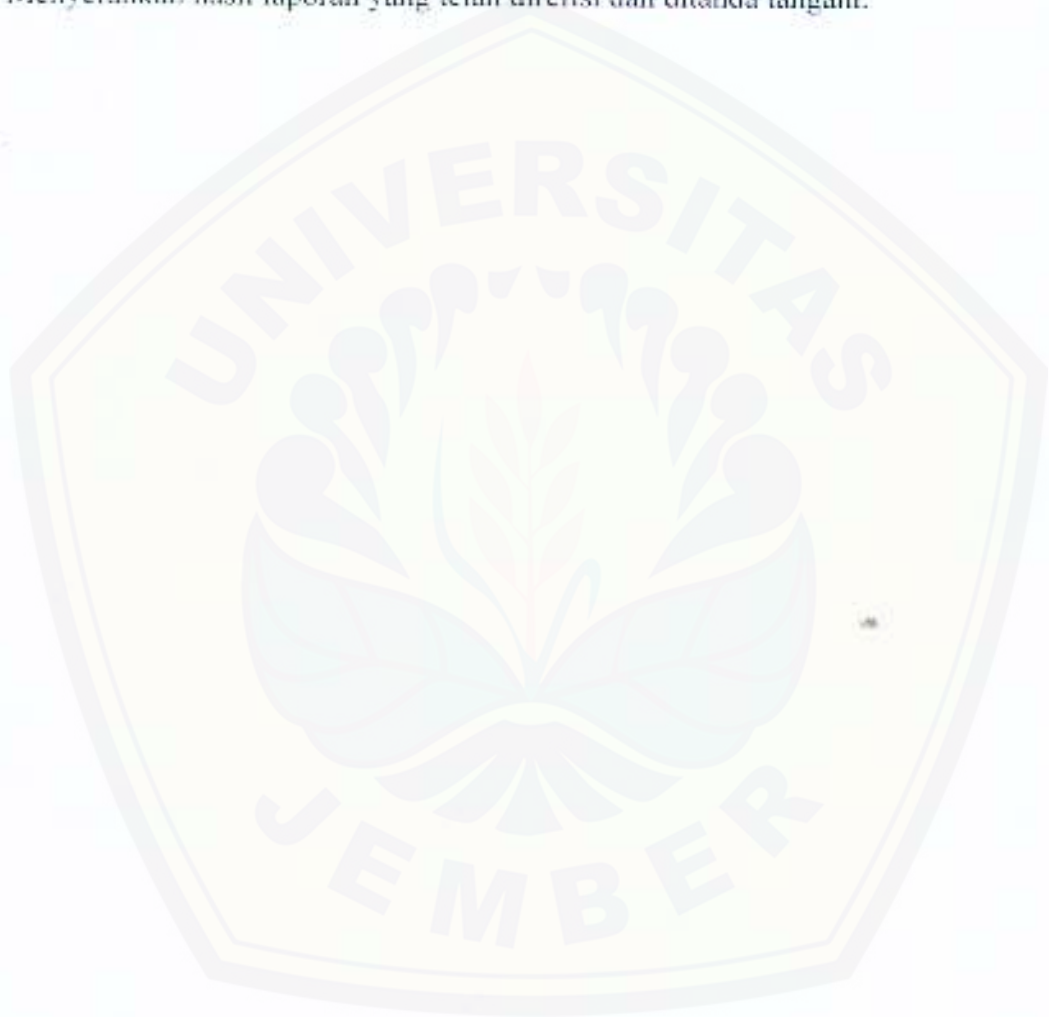 Menyerahkan hasil laporan yang telah direvisi dan ditanda tangani.
UNIVERSITAS
JEMBER